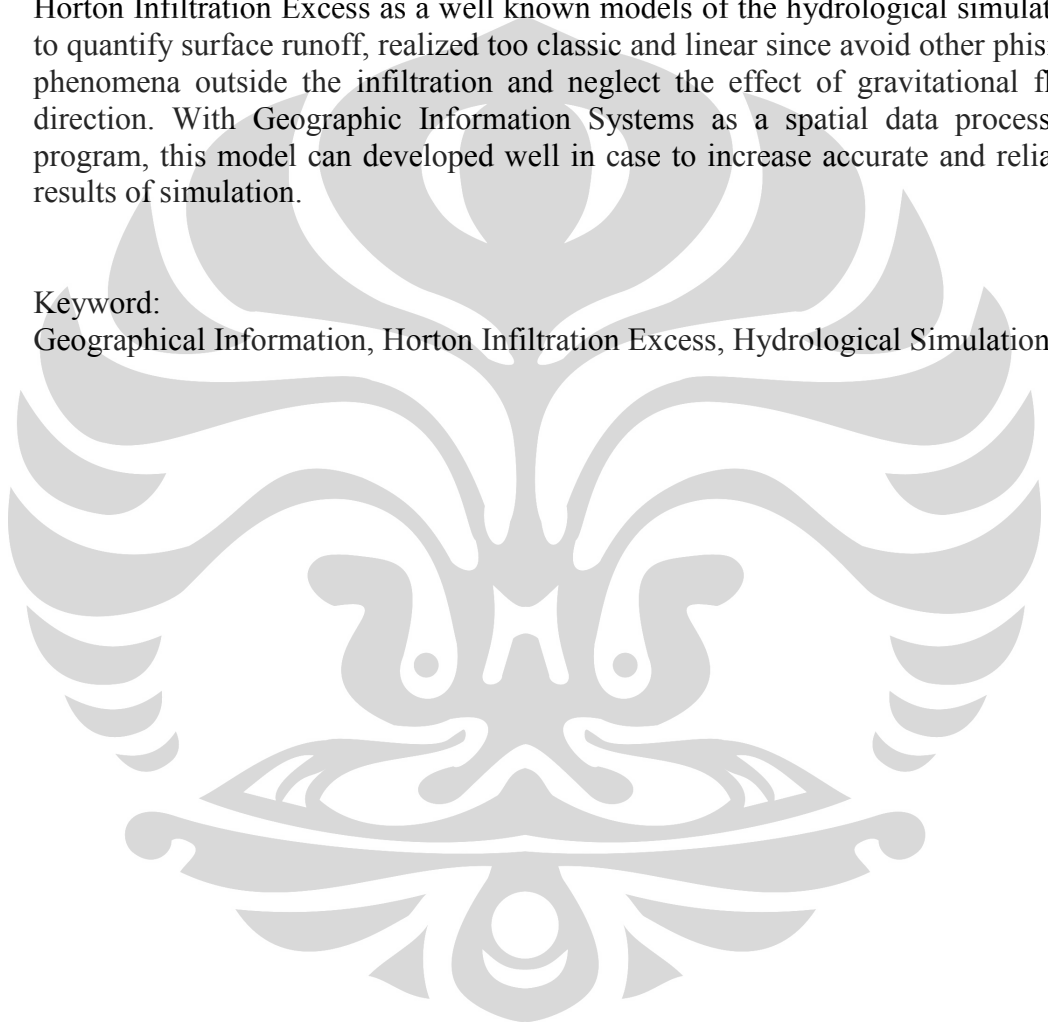 Horton Infiltration Excess as a well known models of the hydrological simulat
to quantify surface runoff, realized too classic and linear since avoid other phis
phenomena outside the infiltration and neglect the effect of gravitational fl
direction. With Geographic Information Systems as a spatial data process
program, this model can developed well in case to increase accurate and relia
results of simulation.
Keyword:
Geographical Information, Horton Infiltration Excess, Hydrological Simulation